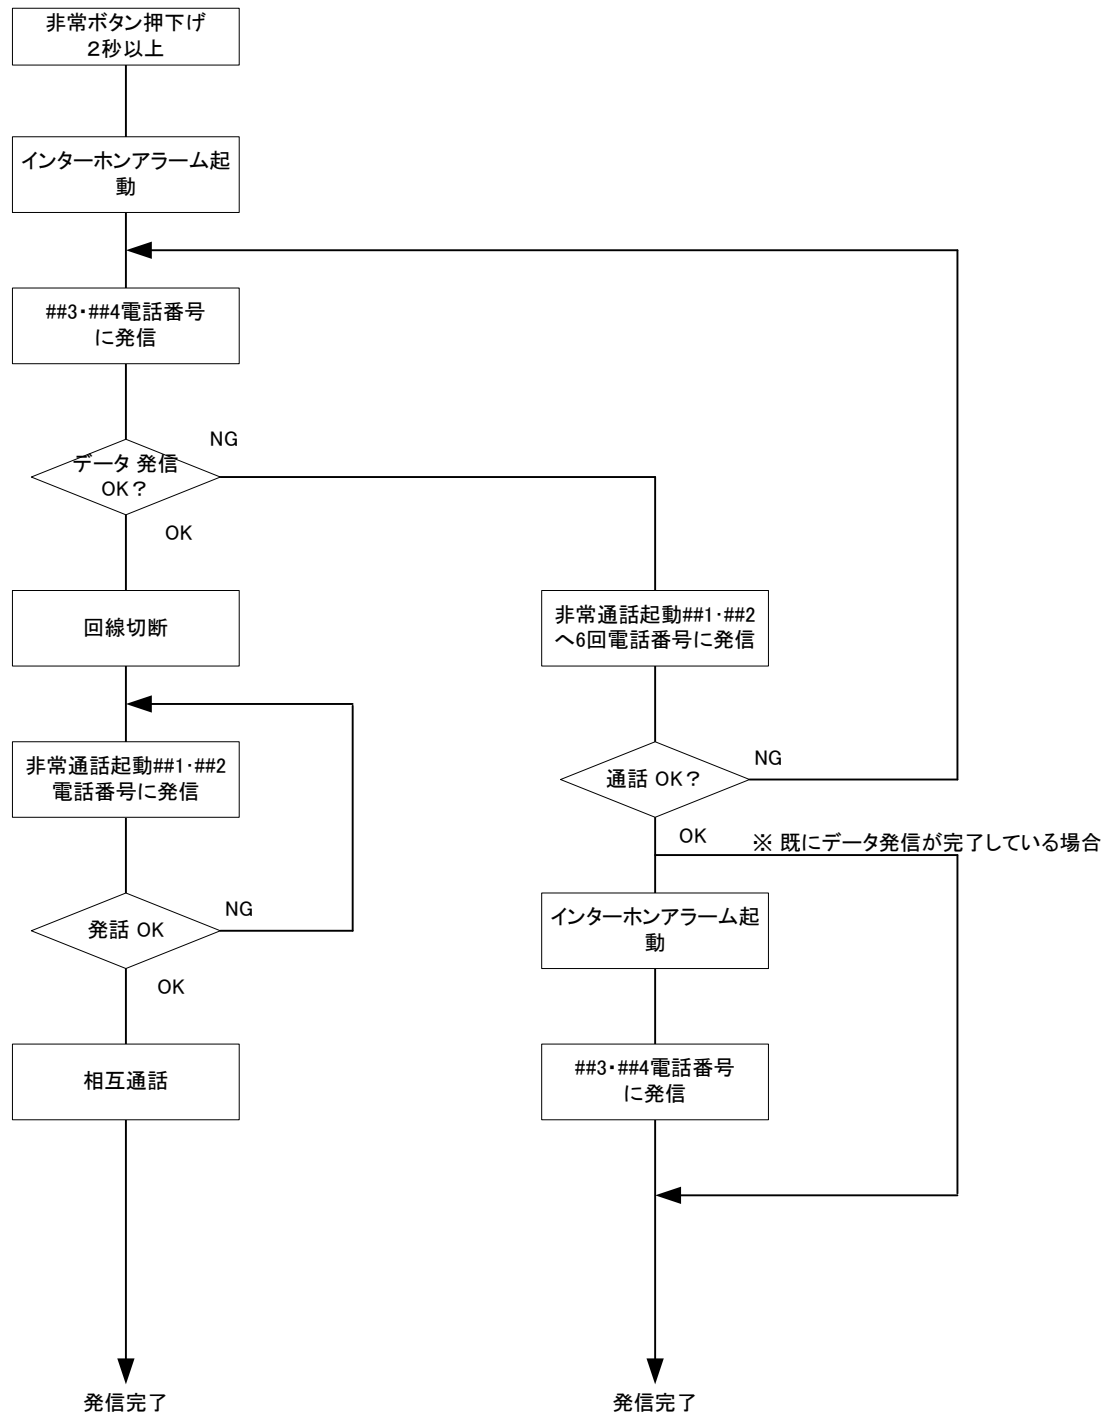 非常ボタン押下げ
２秒以上
インターホンアラーム起
動
##3・##4電話番号
に発信
データ 発信
OK？
NG
OK
回線切断
非常通話起動##1･##2
電話番号に発信
発話 OK
NG
OK
相互通話
発信完了
非常通話起動##1･##2
へ6回電話番号に発信
通話 OK？
NG
OK
※ 既にデータ発信が完了している場合
インターホンアラーム起
動
##3・##4電話番号
に発信
発信完了